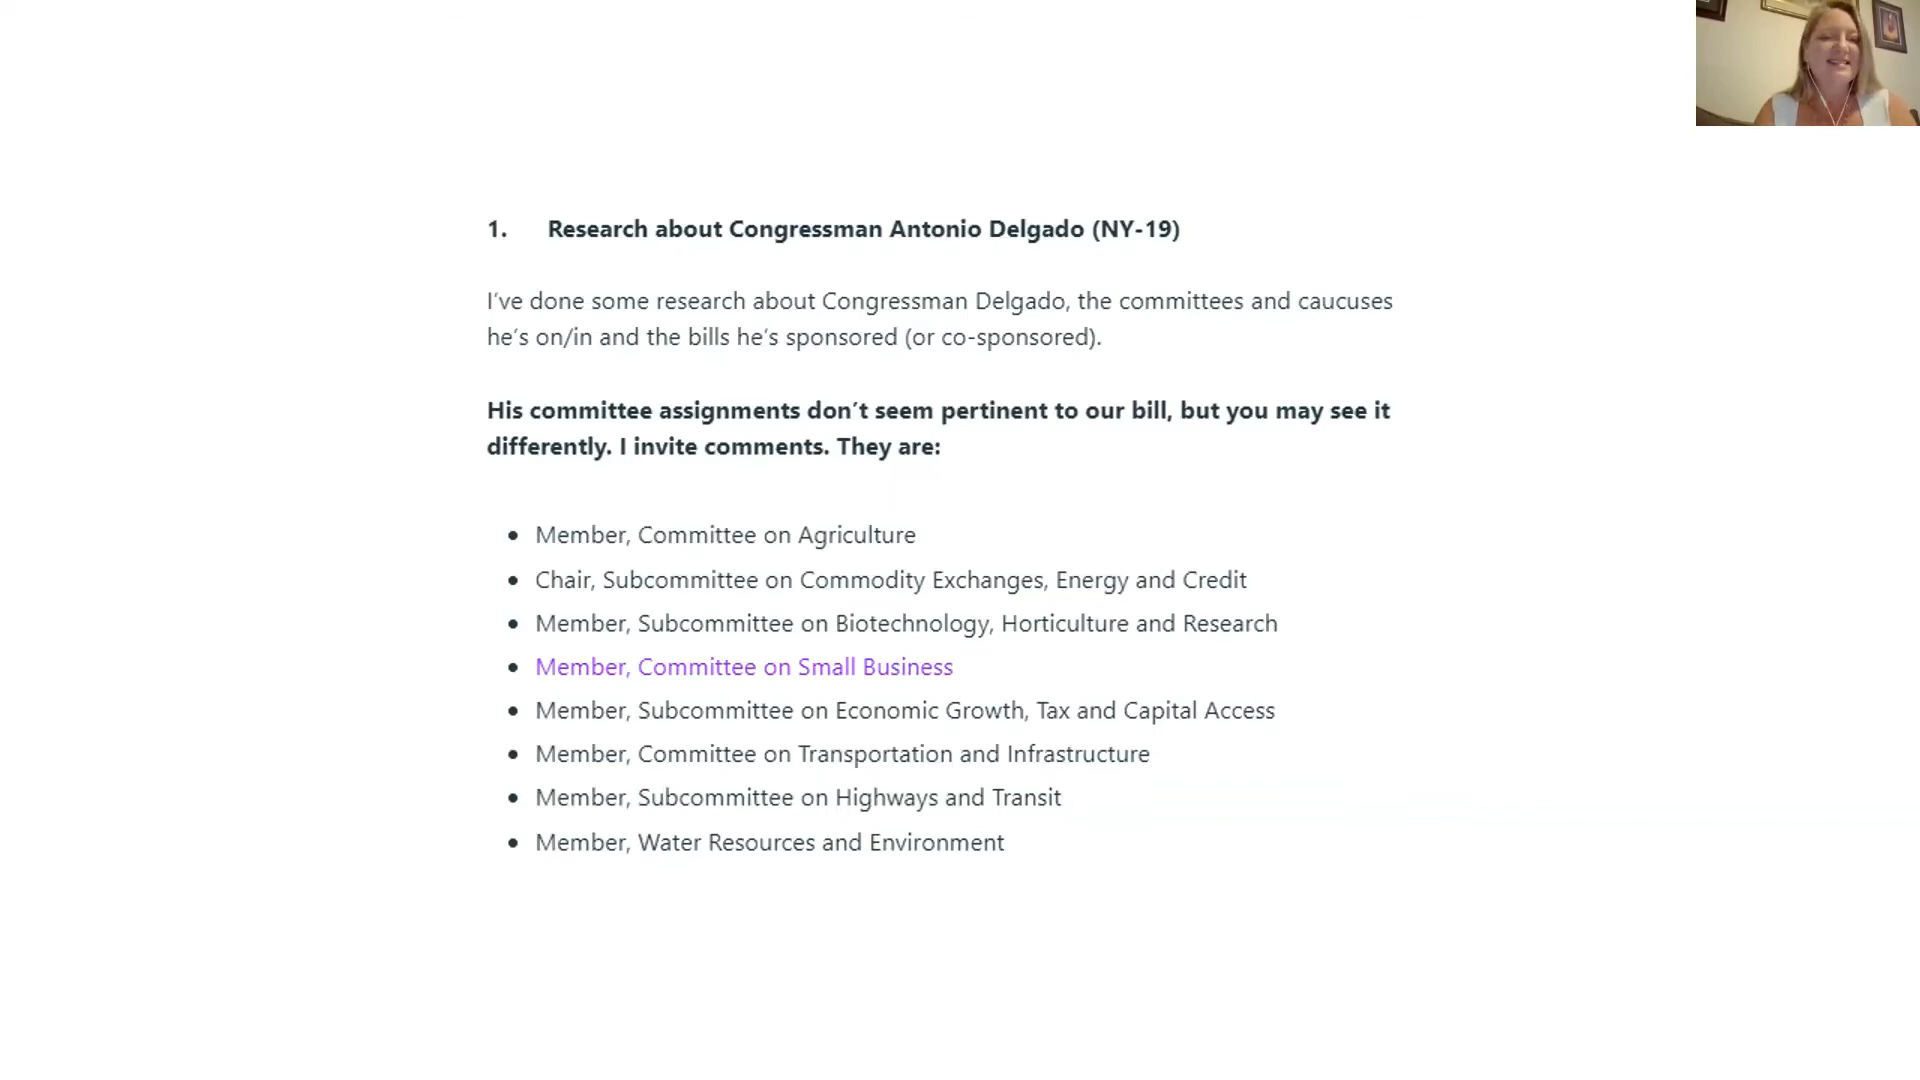 1. Research about Congressman Antonio Delgado (NY-19)
I've done some research about Congressman Delgado, the committees and caucuses
he's on/in and the bills he's sponsored (or co-sponsored).
His committee assignments don't seem pertinent to our bill, but you may see it
differently. I invite comments. They are:
• Member, Committee on Agriculture
• Chair, Subcommittee on Commodity Exchanges, Energy and Credit
• Member, Subcommittee on Biotechnology, Horticulture and Research
• Member, Committee on Small Business
• Member, Subcommittee on Economic Growth, Tax and Capital Access
• Member, Committee on Transportation and Infrastructure
• Member, Subcommittee on Highways and Transit
• Member, Water Resources and Environment